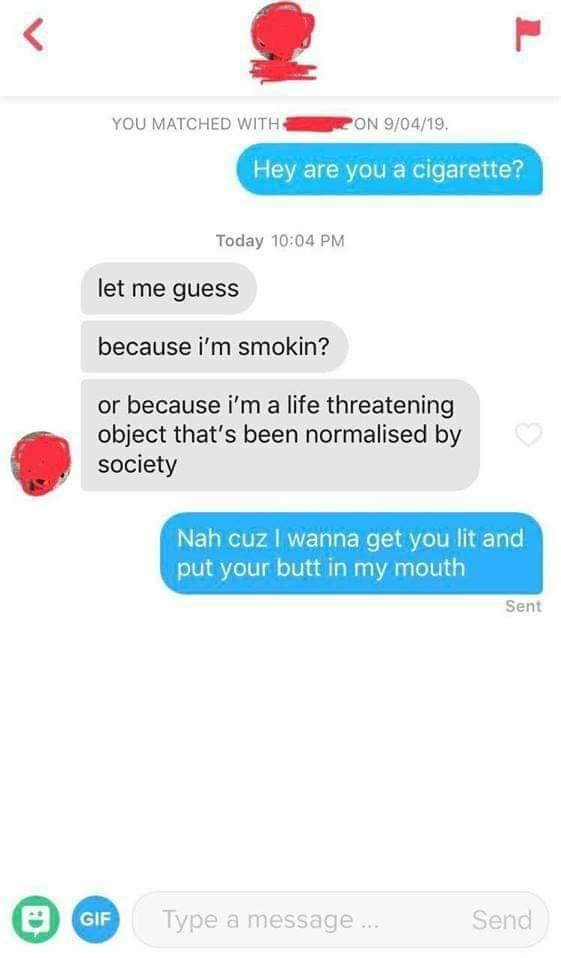 YOU MATCHED WITH ON 9/04/19.
Hey are you a cigarette?
Today 10:04 PM
let me guess
because i'm smokin?
or because i'm a life threatening
object that's been normalised by
society
Nah cuz I wanna get you lit and
put your butt in my mouth
Sent
GIF
Type a message ...
Send